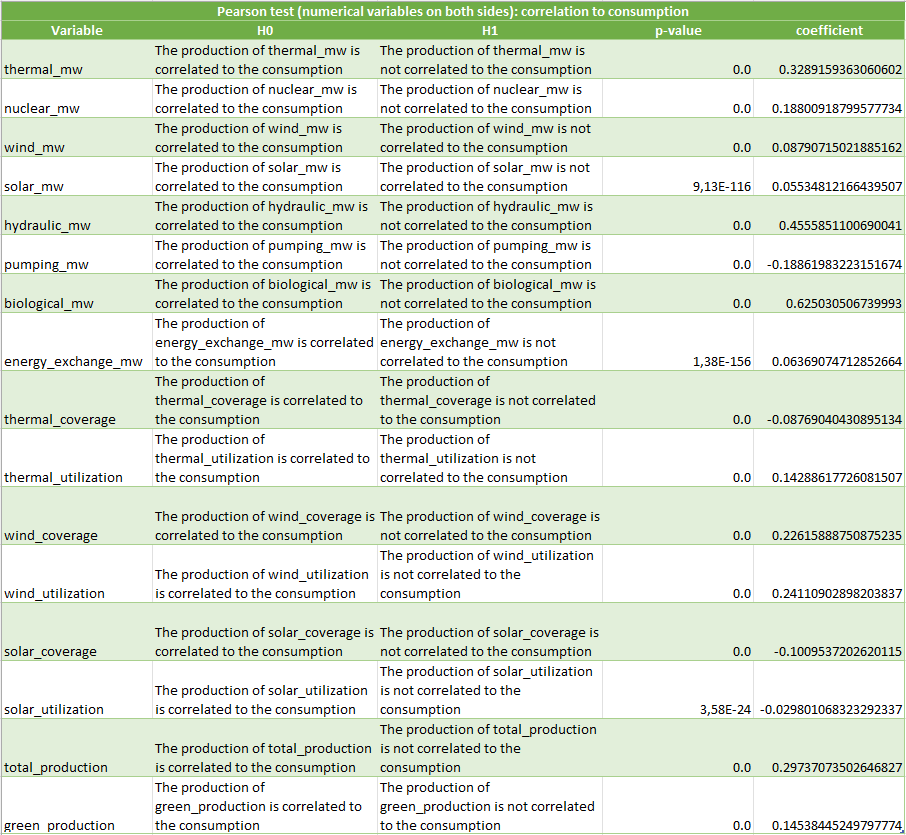 Pearson test (numerical variables on both sides): correlation to consumption
Variable H0 H1 p-value coefficient
The production of thermal_mw is The production of thermal_mw is
thermal_mw correlated to the consumption not correlated to the consumption 0.0 0.3289159363060602
The production of nuclear_mw is The production of nuclear_mw is
nuclear_mw correlated to the consumption not correlated to the consumption 0.0 0.18800918799577734
The production of wind_mw is The production of wind_mw is not
wind_mw correlated to the consumption correlated to the consumption 0.0 0.08790715021885162
The production of solar_mw is The production of solar_mw is not
solar_mw correlated to the consumption correlated to the consumption 9,13E-116 0.05534812166439507
The production of hydraulic_mw is The production of hydraulic_mw is
hydraulic_mw correlated to the consumption not correlated to the consumption 0.0 0.4555851100690041
The production of pumping_mw is The production of pumping_mw is
pumping_mw correlated to the consumption not correlated to the consumption 0.0 -0.18861983223151674
The production of biological_mw is The production of biological_mw is
biological_mw correlated to the consumption not correlated to the consumption 0.0 0.625030506739993
The production of The production of
energy_exchange_mw is correlated energy_exchange_mw is not
energy_exchange_mw to the consumption correlated to the consumption 1,38E-156 0.06369074712852664
The production of The production of
thermal_coverage is correlated to thermal_coverage is not correlated
thermal_coverage the consumption to the consumption 0.0 -0.08769040430895134
The production of The production of
thermal_utilization is correlated to thermal_utilization is not
thermal_utilization the consumption correlated to the consumption 0.0 0.14288617726081507
The production of wind_coverage is The production of wind_coverage is
wind_coverage correlated to the consumption not correlated to the consumption 0.0 0.22615888750875235
The production of wind_utilization
The production of wind_utilization is not correlated to the
wind_utilization is correlated to the consumption consumption 0.0 0.24110902898203837
The production of solar_coverage is The production of solar_coverage is
solar_coverage correlated to the consumption not correlated to the consumption 0.0 -0.1009537202620115
The production of solar_utilization
The production of solar_utilization is not correlated to the
solar_utilization is correlated to the consumption consumption 3,58E-24 -0.029801068323292337
The production of total_production
The production of total_production is not correlated to the
total_production is correlated to the consumption consumption 0.0 0.29737073502646827
The production of The production of
green_production is correlated to green_production is not correlated
green_production the consumption to the consumption 0.0 0.14538445249797774